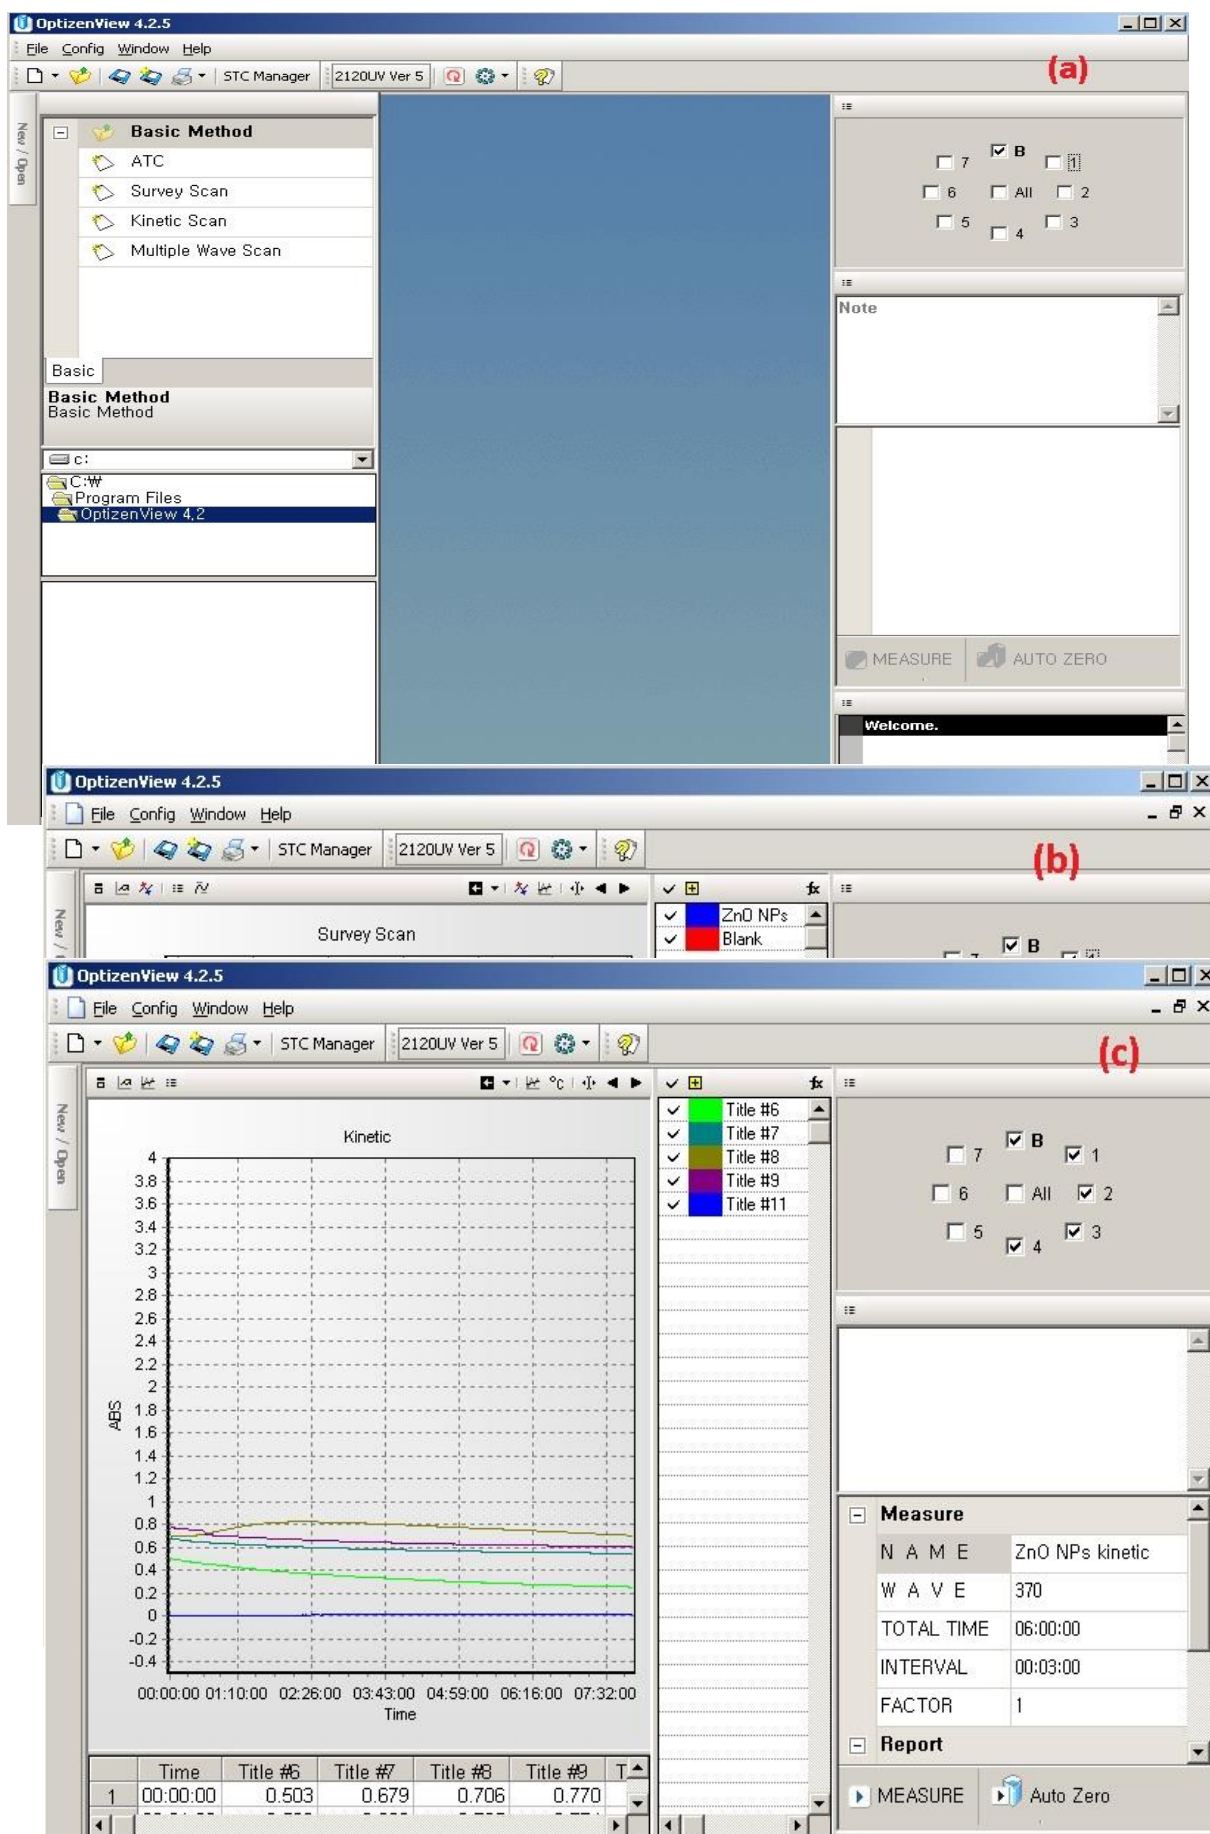 OptizenView 4.2.5
File Config Window Help
STC Manager 2120UV Ver 5
(a)
New / Open
Basic Method
ATC
Survey Scan
Kinetic Scan
Multiple Wave Scan
Basic
Basic Method
Basic Method
c:
C:₩
Program Files
OptizenView 4.2
B
7 1
6 All 2
5 3
4
Note
MEASURE AUTO ZERO
Welcome.
OptizenView 4.2.5
File Config Window Help
STC Manager 2120UV Ver 5
(b)
New /
Survey Scan
fx
ZnO NPs
Blank
B
OptizenView 4.2.5
File Config Window Help
STC Manager 2120UV Ver 5
(c)
New / Open
°C
fx
Kinetic
4
3.8
3.6
3.4
3.2
3
2.8
2.6
2.4
2.2
2
1.8
1.6
1.4
1.2
1
0.8
0.6
0.4
0.2
0
-0.2
-0.4
ABS
00:00:00 01:10:00 02:26:00 03:43:00 04:59:00 06:16:00 07:32:00
Time
Title #6
Title #7
Title #8
Title #9
Title #11
B
7 1
6 All 2
5 3
4
Measure
N A M E ZnO NPs kinetic
W A V E 370
TOTAL TIME 06:00:00
INTERVAL 00:03:00
FACTOR 1
Report
MEASURE Auto Zero
Time Title #6 Title #7 Title #8 Title #9
1 00:00:00 0.503 0.679 0.706 0.770